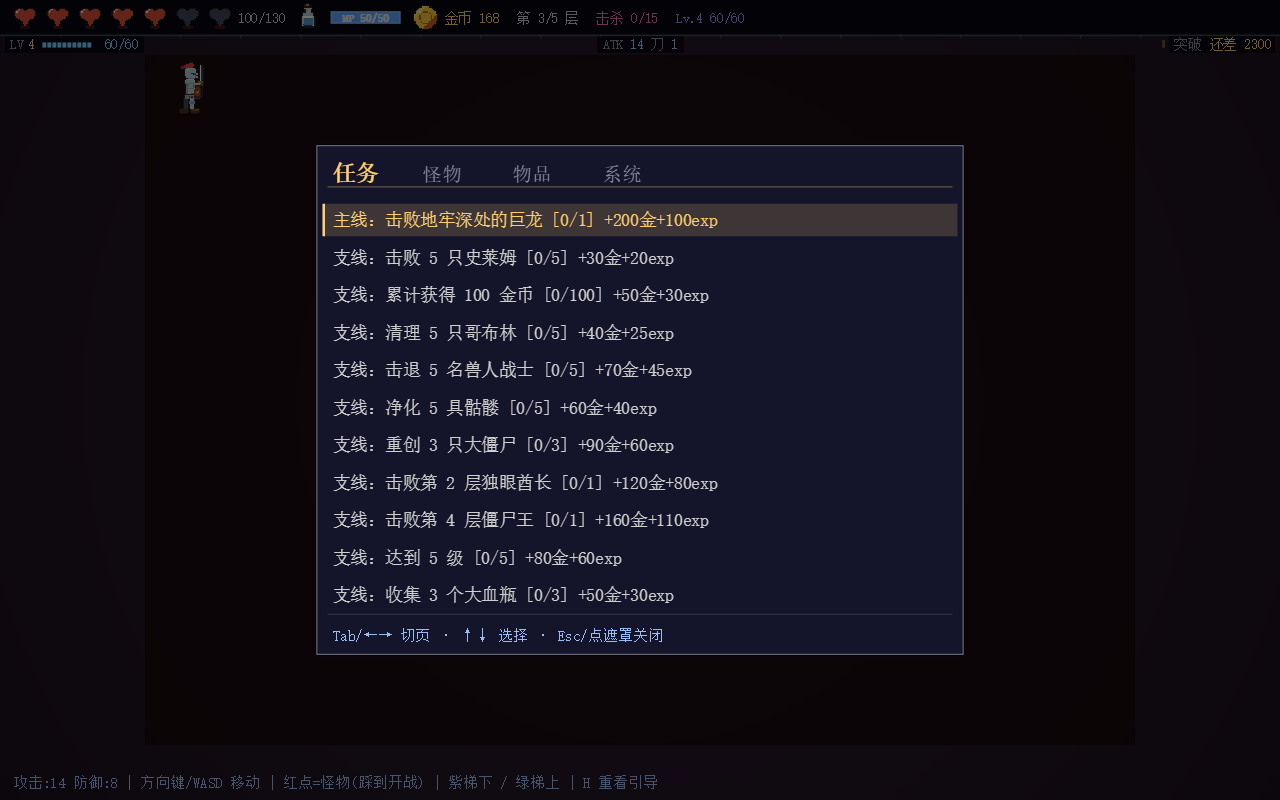 100/130 MP 50/50 金币 168 第 3/5 层 击杀 0/15 Lv.4 60/60
LV 4 60/60 ATK 14 刀 1 突破 还差 2300
任务 怪物 物品 系统
主线: 击败地牢深处的巨龙 [0/1] +200金+100exp
支线: 击败 5 只史莱姆 [0/5] +30金+20exp
支线: 累计获得 100 金币 [0/100] +50金+30exp
支线: 清理 5 只哥布林 [0/5] +40金+25exp
支线: 击退 5 名兽人战士 [0/5] +70金+45exp
支线: 净化 5 具骷髅 [0/5] +60金+40exp
支线: 重创 3 只大僵尸 [0/3] +90金+60exp
支线: 击败第 2 层独眼酋长 [0/1] +120金+80exp
支线: 击败第 4 层僵尸王 [0/1] +160金+110exp
支线: 达到 5 级 [0/5] +80金+60exp
支线: 收集 3 个大血瓶 [0/3] +50金+30exp
Tab/←→ 切页 · ↑↓ 选择 · Esc/点遮罩关闭
攻击:14 防御:8 | 方向键/WASD 移动 | 红点=怪物(踩到开战) | 紫梯下 / 绿梯上 | H 重看引导